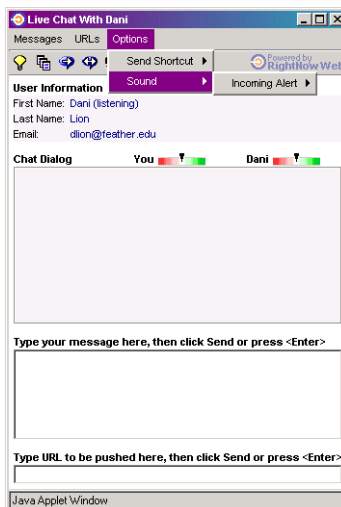 Live Chat With Dani
Messages URLs Options
Send Shortcut
Powered by
RightNow Web
Sound
Incoming Alert
User Information
First Name: Dani (listening)
Last Name: Lion
Email: dlion@feather.edu
Chat Dialog You Dani
Type your message here, then click Send or press <Enter>
Type URL to be pushed here, then click Send or press <Enter>
Java Applet Window